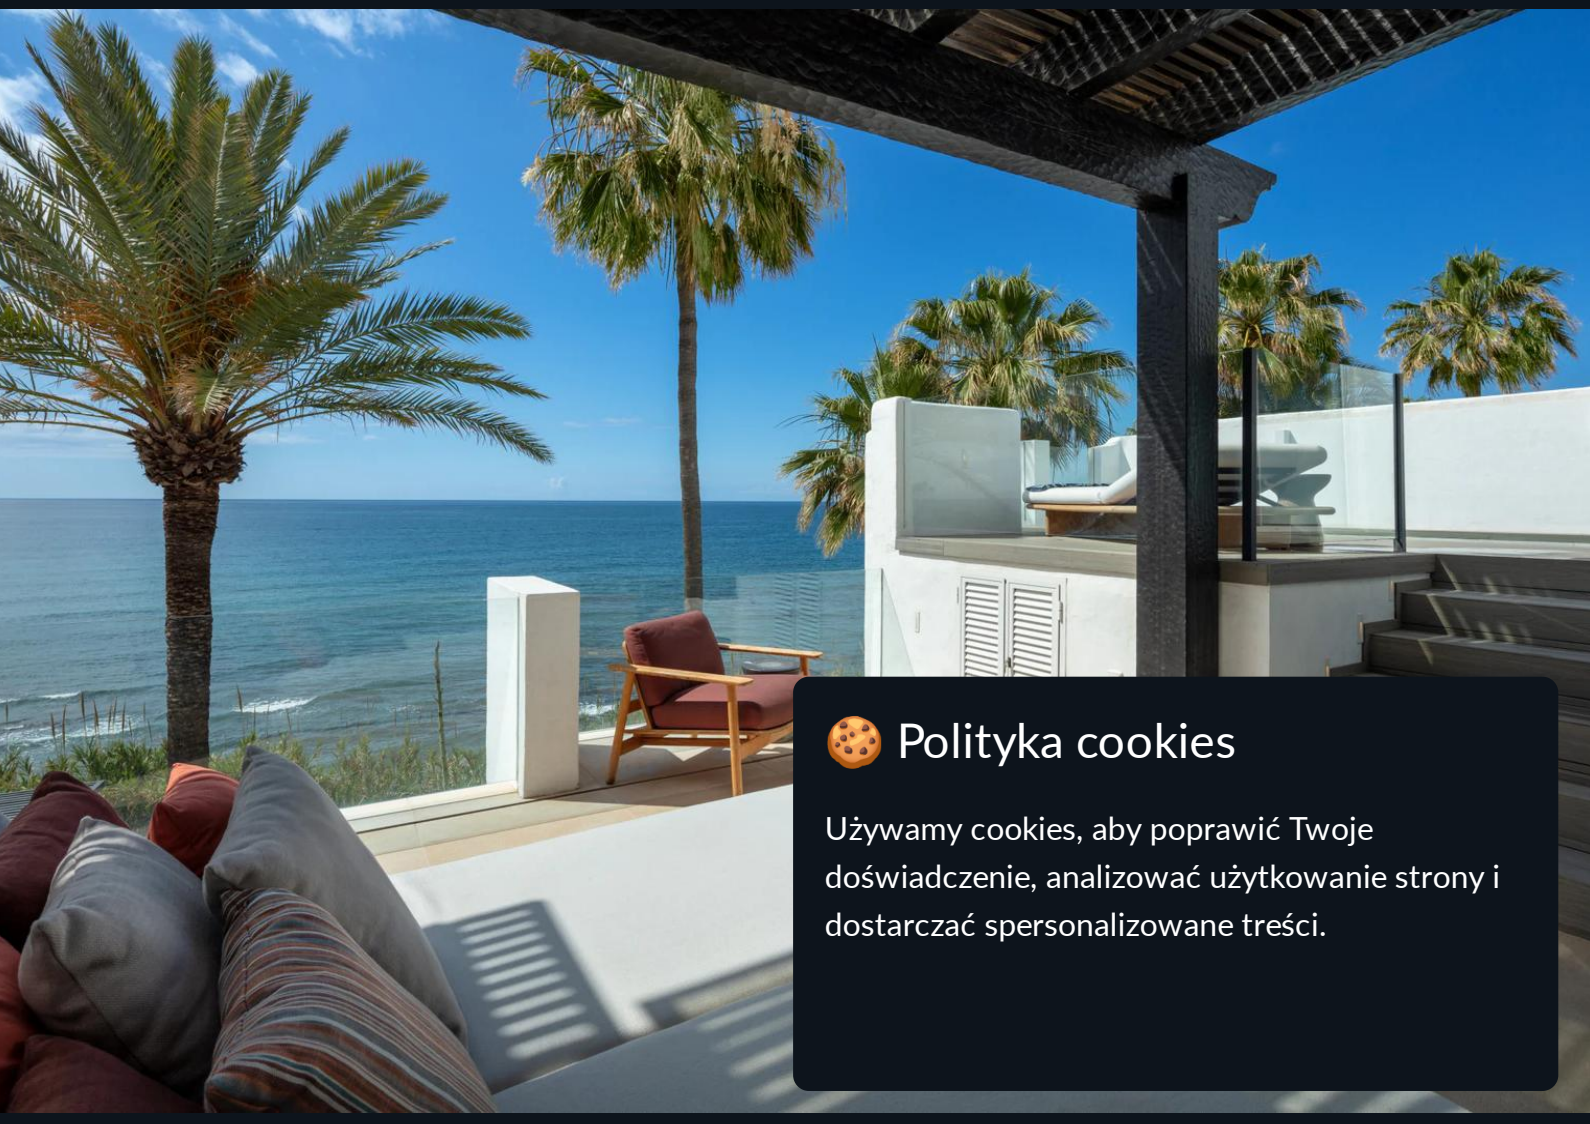 Polityka cookies
Używamy cookies, aby poprawić Twoje
doświadczenie, analizować użytkowanie strony i
dostarczać spersonalizowane treści.